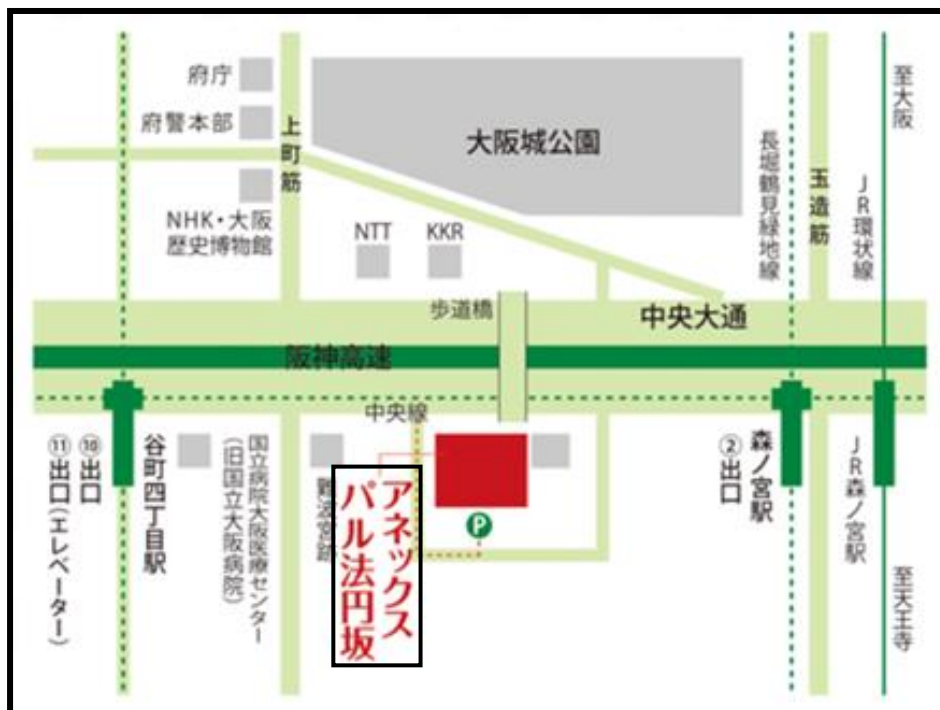 府庁
府警本部
上町筋
大阪城公園
NHK・大阪
歴史博物館
NTT
KKR
長堀鶴見緑地線
玉造筋
JR環状線
至大阪
歩道橋
中央大通
阪神高速
中央線
⑪出口(エレベーター)
⑩出口
谷町四丁目駅
国立病院大阪医療センター
(旧国立大阪病院)
難波宮跡
アネックス
パル法円坂
P
森ノ宮駅
②出口
JR森ノ宮駅
至天王寺